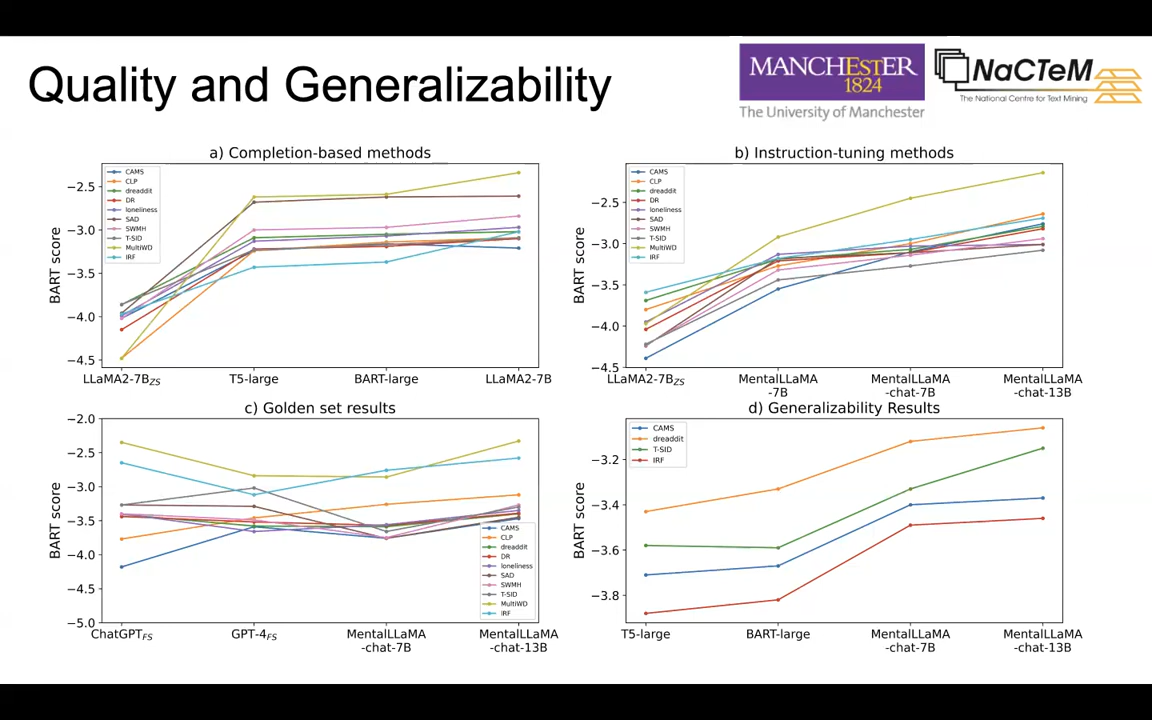 Quality and Generalizability
MANCHESTER
1824
The University of Manchester
NaCTeM
The National Centre for Text Mining
a) Completion-based methods
BART score
−2.5
−3.0
−3.5
−4.0
−4.5
CAMS
CLP
dreaddit
DR
loneliness
SAD
SWMH
T-SID
MultiWD
IRF
LLaMA2-7BZS
T5-large
BART-large
LLaMA2-7B
b) Instruction-tuning methods
BART score
−2.5
−3.0
−3.5
−4.0
−4.5
CAMS
CLP
dreaddit
DR
loneliness
SAD
SWMH
T-SID
MultiWD
IRF
LLaMA2-7BZS
MentalLLaMA
-7B
MentalLLaMA
-chat-7B
MentalLLaMA
-chat-13B
c) Golden set results
BART score
−2.0
−2.5
−3.0
−3.5
−4.0
−4.5
−5.0
CAMS
CLP
dreaddit
DR
loneliness
SAD
SWMH
T-SID
MultiWD
IRF
ChatGPTFS
GPT-4FS
MentalLLaMA
-chat-7B
MentalLLaMA
-chat-13B
d) Generalizability Results
BART score
−3.2
−3.4
−3.6
−3.8
CAMS
dreaddit
T-SID
IRF
T5-large
BART-large
MentalLLaMA
-chat-7B
MentalLLaMA
-chat-13B